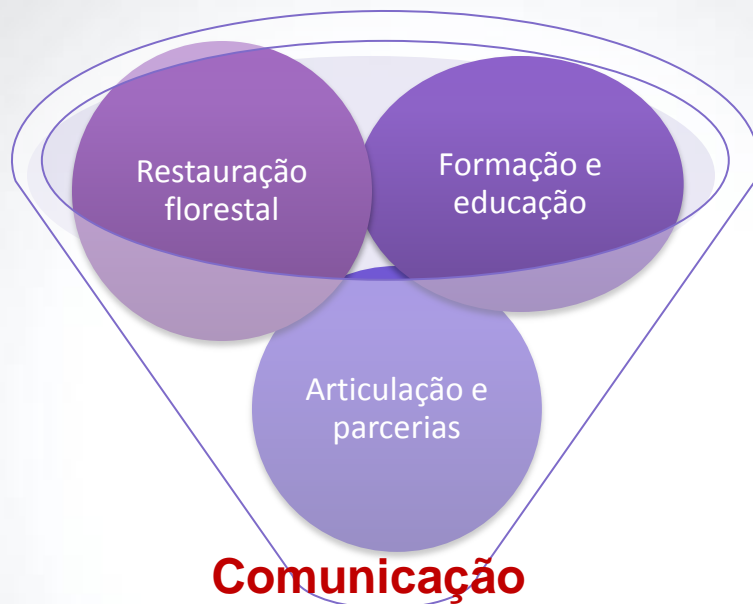 Restauração
florestal
Formação e
educação
Articulação e
parcerias
Comunicação